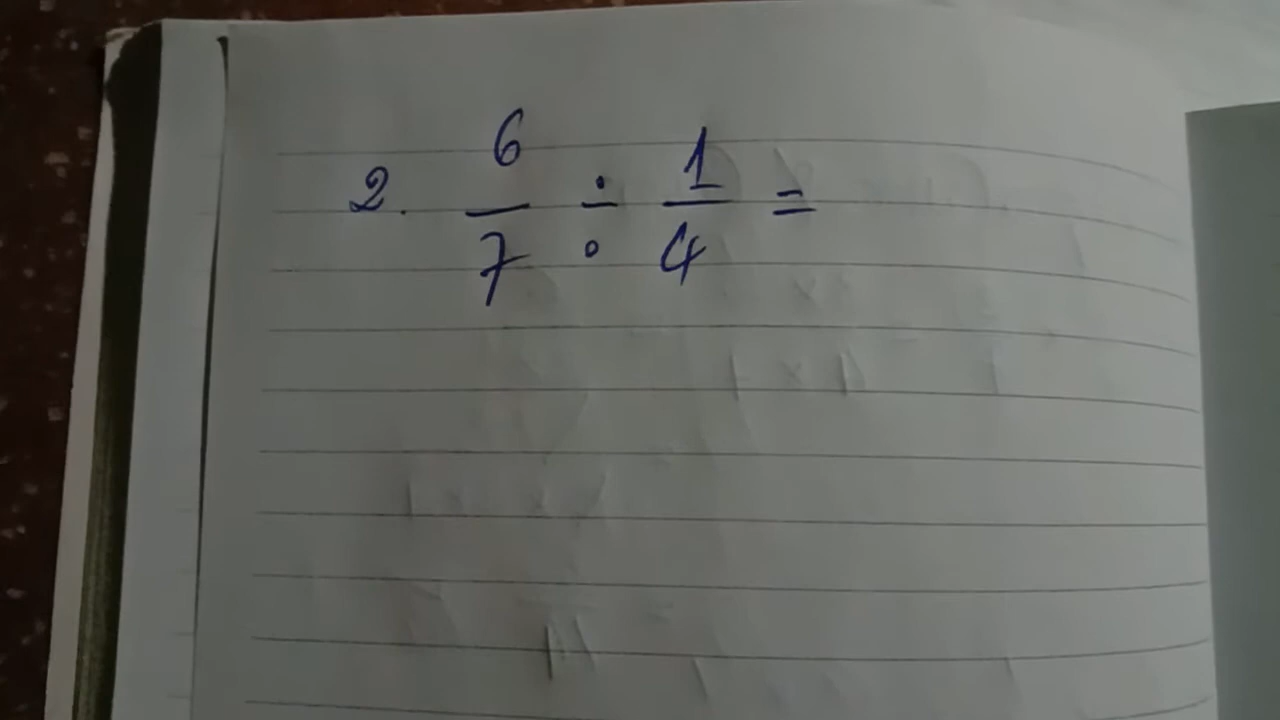 2. 6/7 ÷ 1/4 =